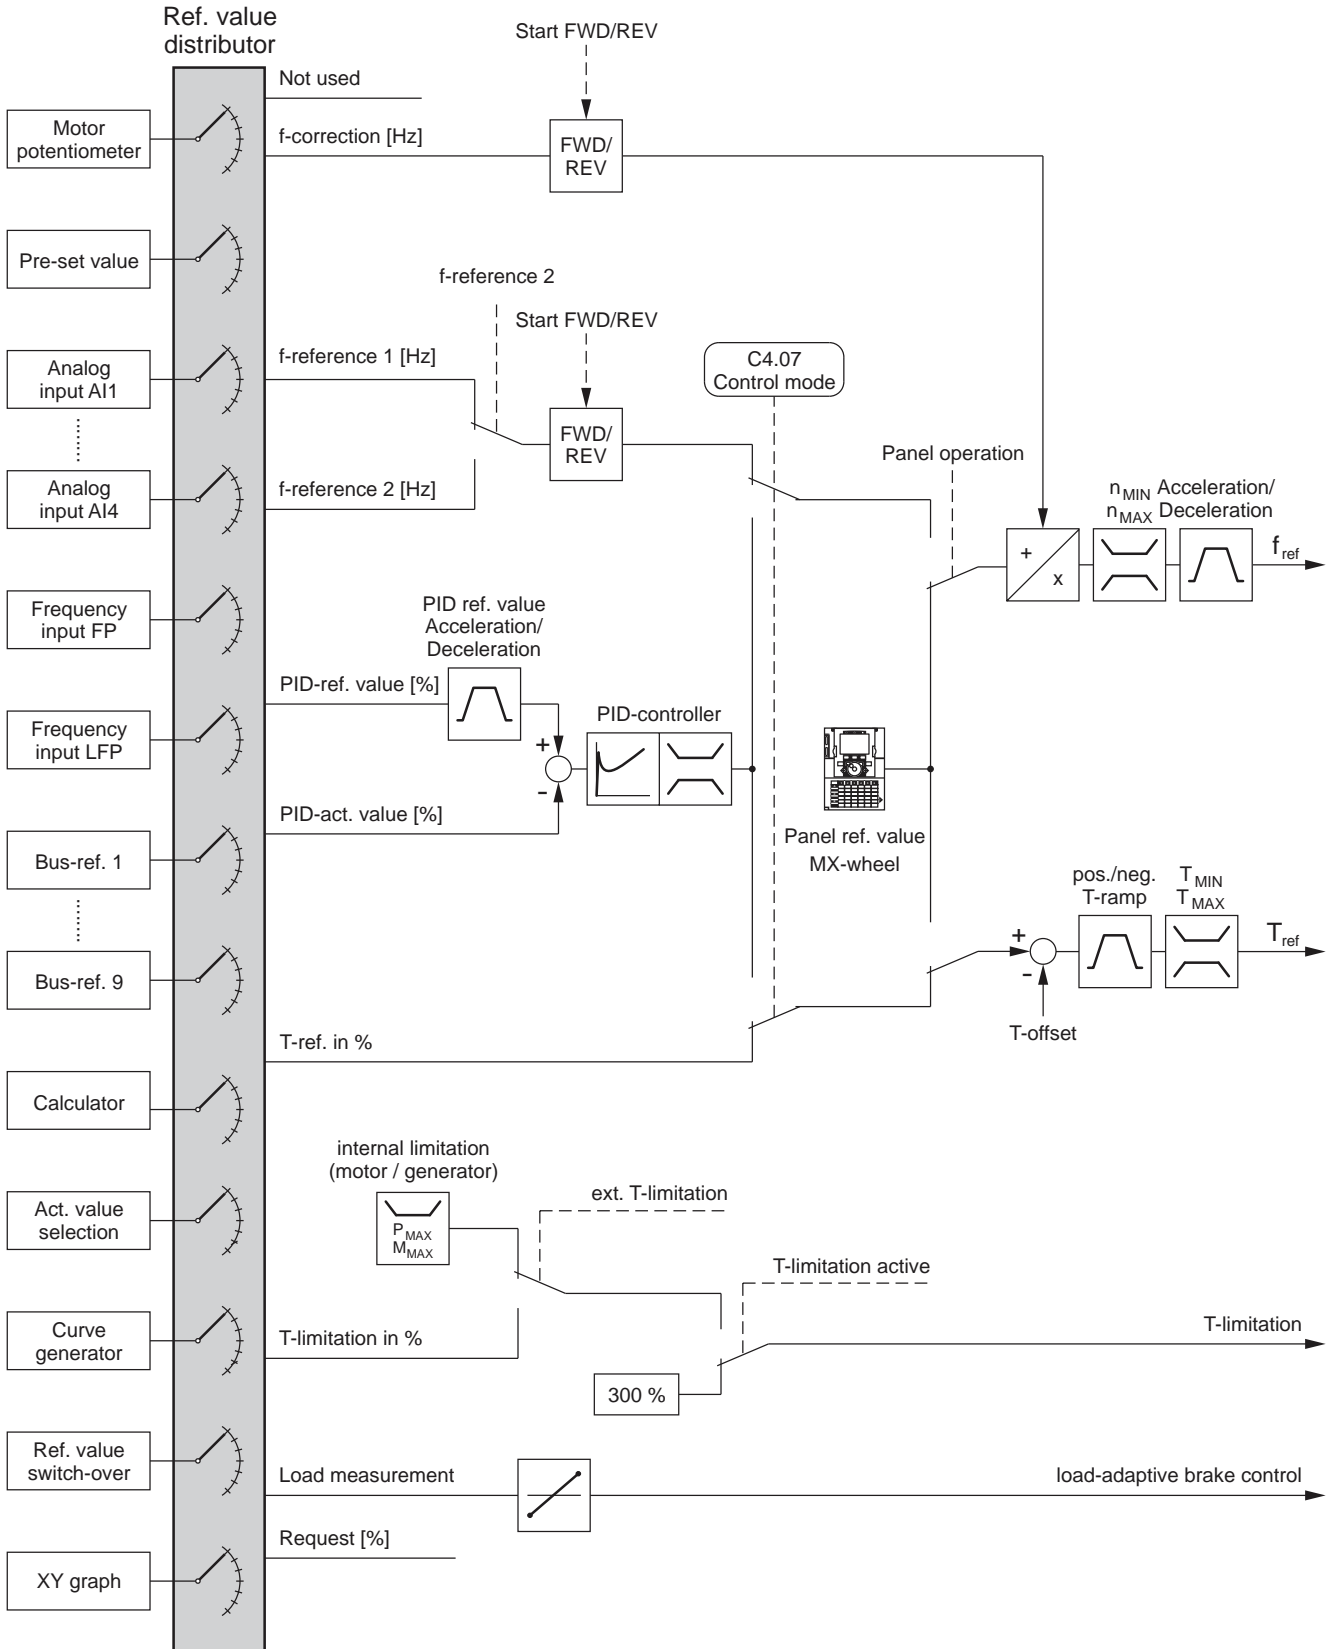 Ref. value
distributor
Start FWD/REV
Not used
Motor
potentiometer
f-correction [Hz]
FWD/
REV
Pre-set value
f-reference 2
Start FWD/REV
Analog
input AI1
f-reference 1 [Hz]
C4.07
Control mode
FWD/
REV
Panel operation
Analog
input AI4
f-reference 2 [Hz]
nMIN Acceleration/
nMAX Deceleration
+
x
fref
Frequency
input FP
PID ref. value
Acceleration/
Deceleration
PID-ref. value [%]
Frequency
input LFP
PID-controller
+
-
PID-act. value [%]
Panel ref. value
MX-wheel
Bus-ref. 1
pos./neg.
T-ramp
TMIN
TMAX
+
-
Tref
Bus-ref. 9
T-offset
T-ref. in %
Calculator
internal limitation
(motor / generator)
PMAX
MMAX
ext. T-limitation
Act. value
selection
T-limitation active
Curve
generator
T-limitation in %
T-limitation
300 %
Ref. value
switch-over
Load measurement
load-adaptive brake control
Request [%]
XY graph